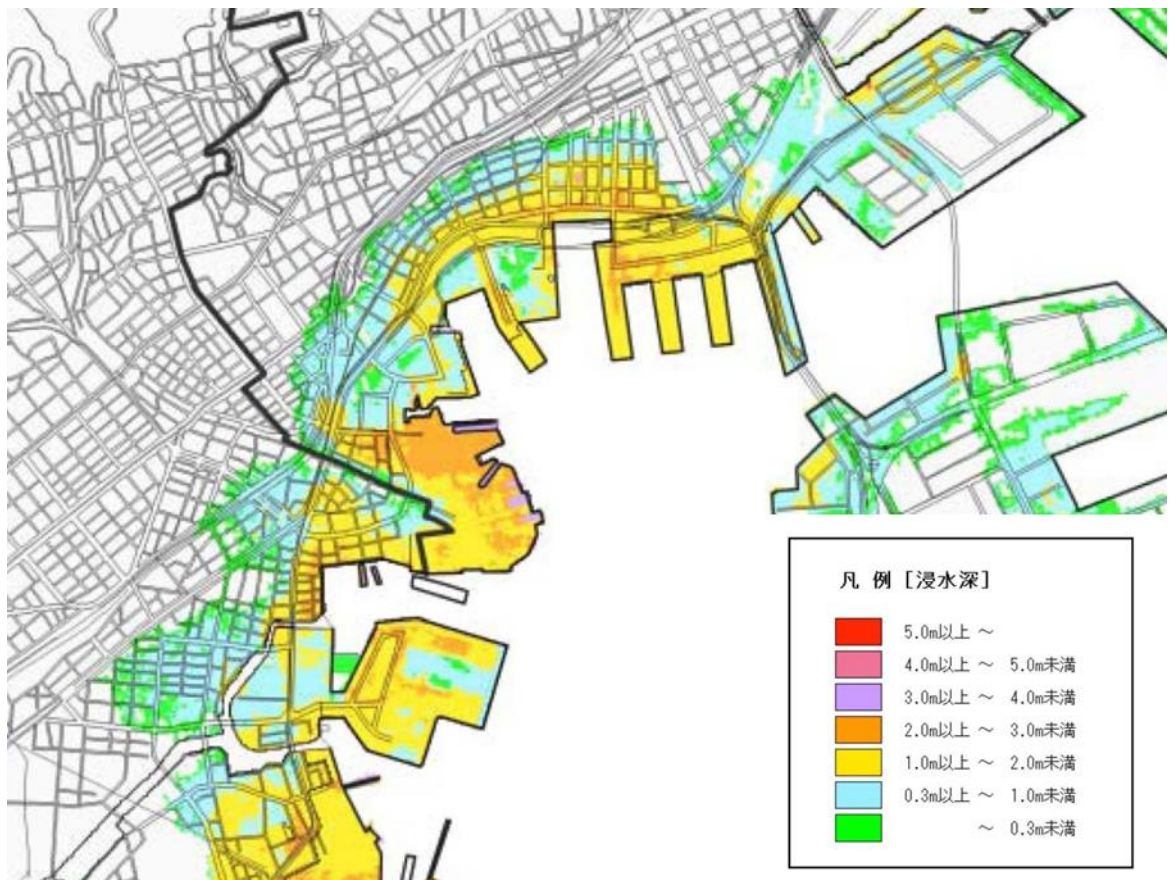 凡 例 [浸水深]
5.0m以上 ～
4.0m以上 ～ 5.0m未満
3.0m以上 ～ 4.0m未満
2.0m以上 ～ 3.0m未満
1.0m以上 ～ 2.0m未満
0.3m以上 ～ 1.0m未満
～ 0.3m未満